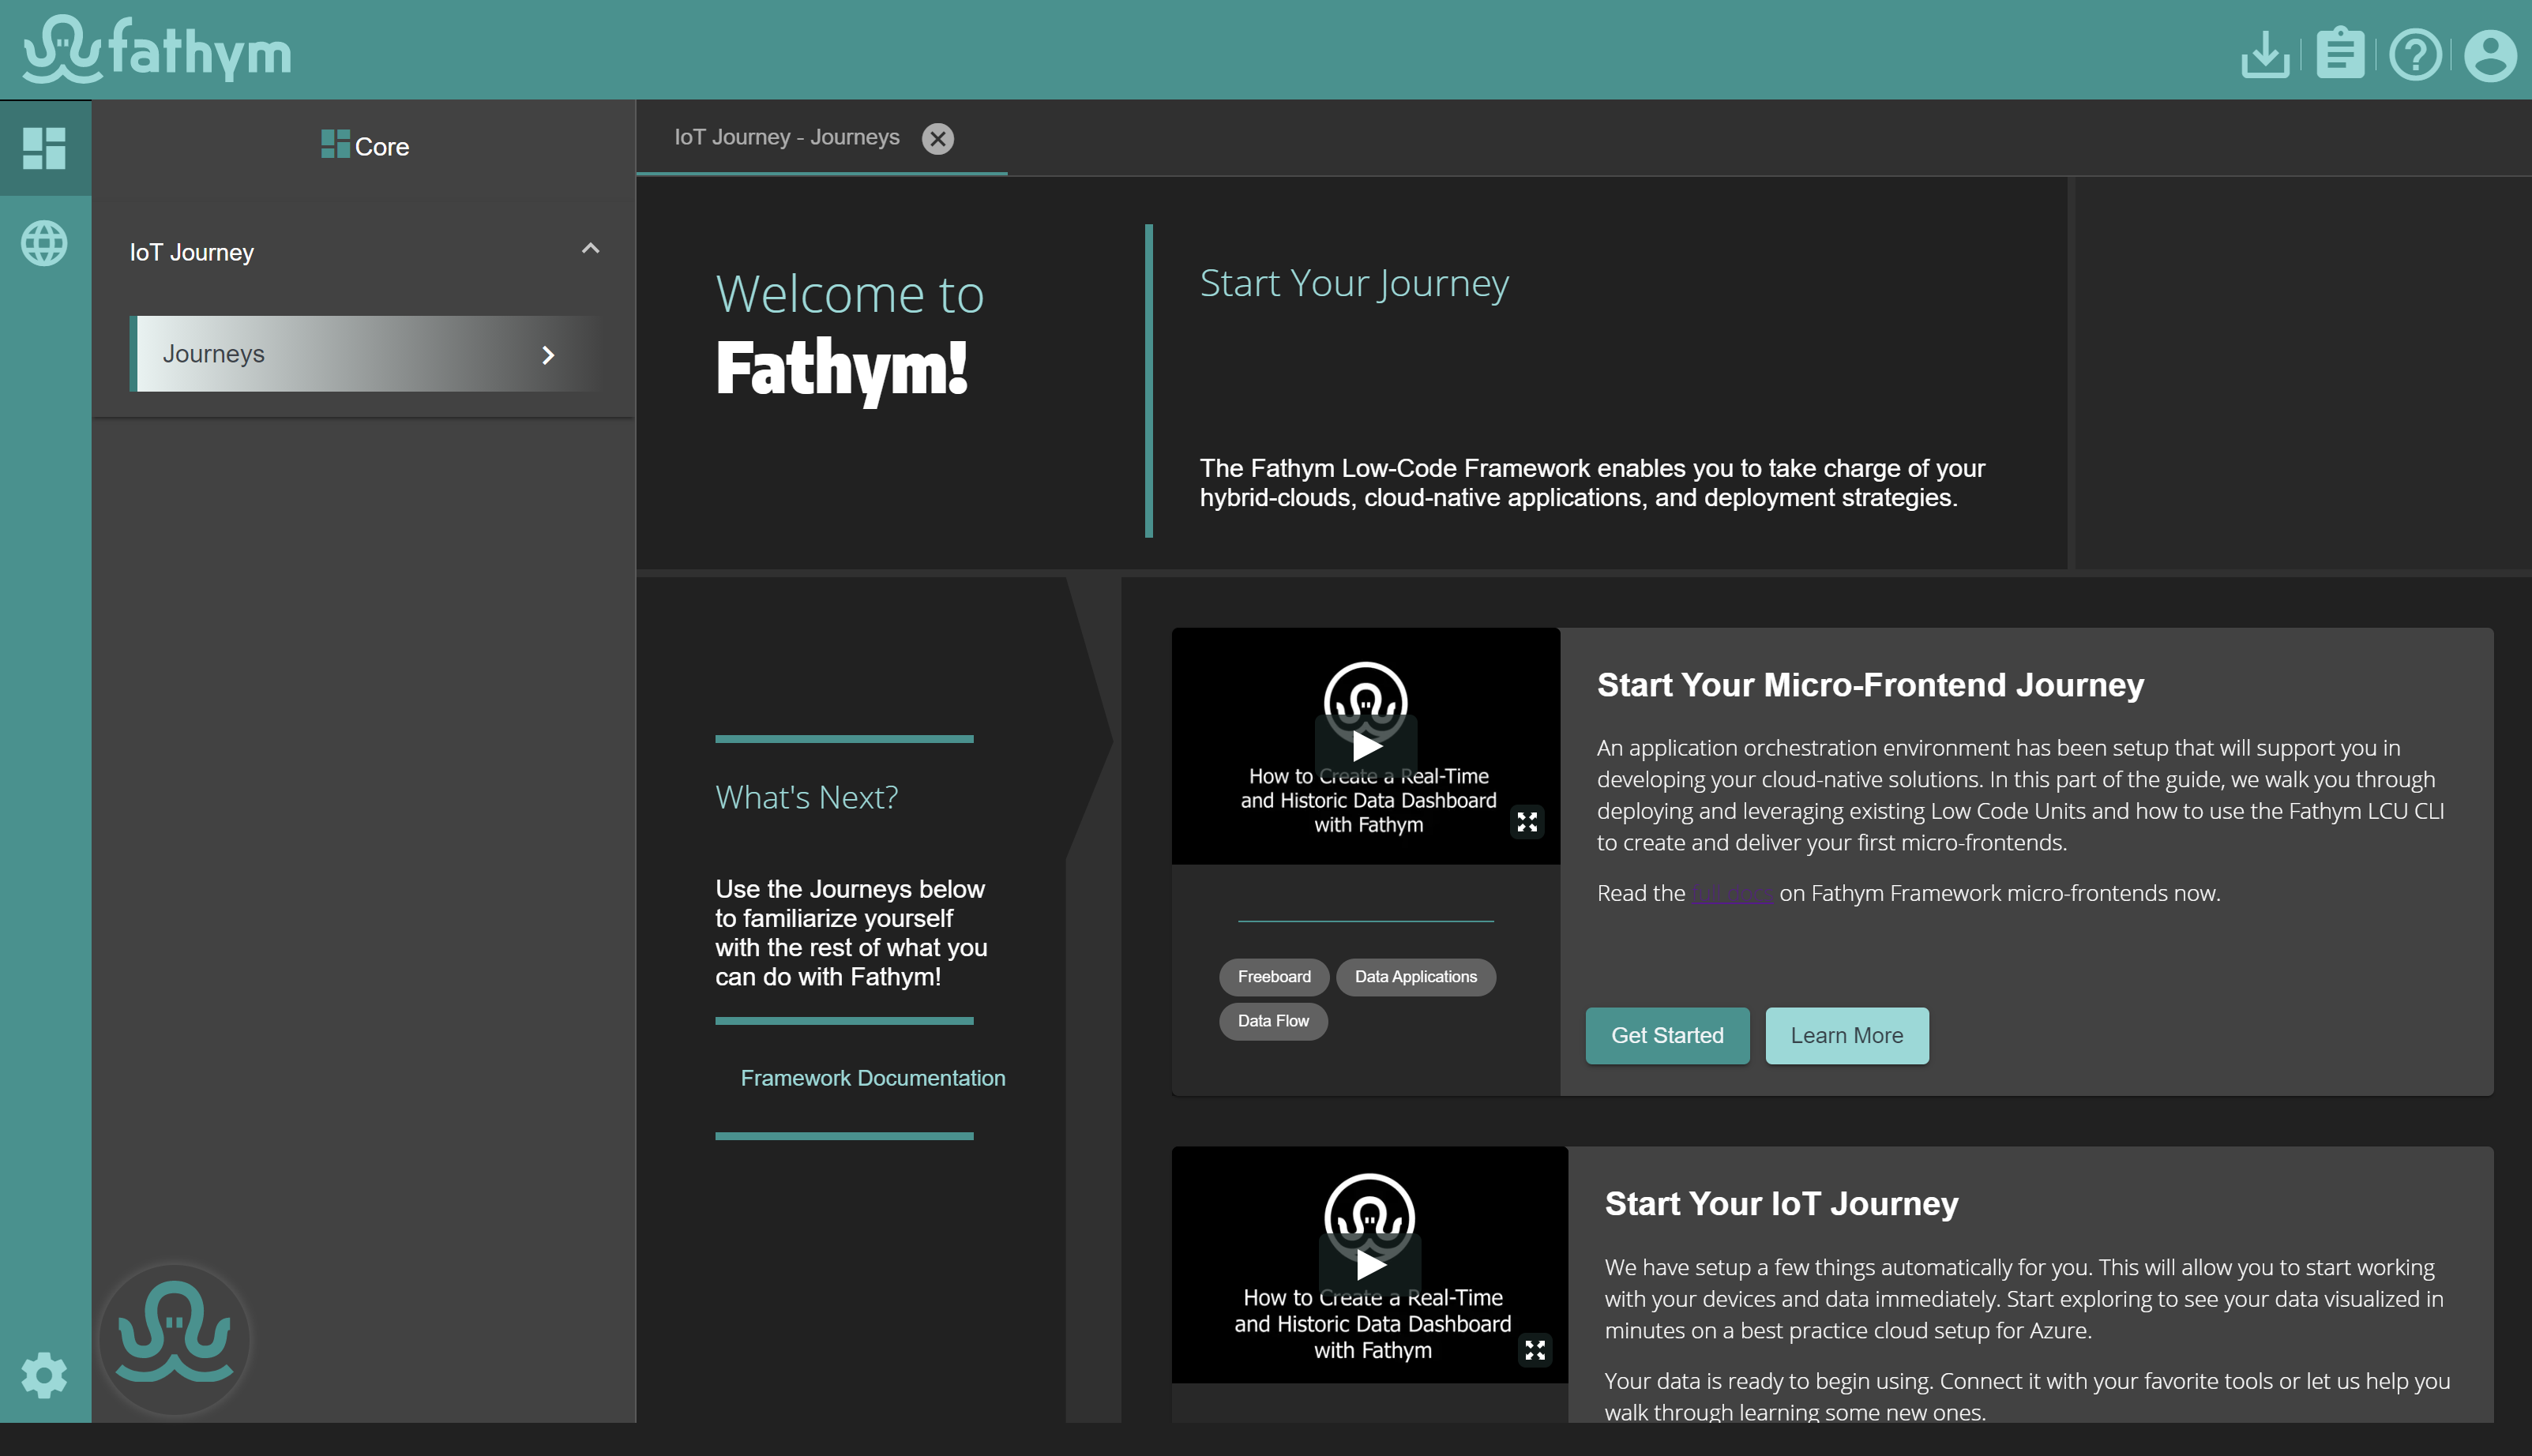 fathym
Core
IoT Journey
Journeys
IoT Journey - Journeys
Welcome to
Fathym!
Start Your Journey
The Fathym Low-Code Framework enables you to take charge of your
hybrid-clouds, cloud-native applications, and deployment strategies.
What's Next?
Use the Journeys below
to familiarize yourself
with the rest of what you
can do with Fathym!
Framework Documentation
How to Create a Real-Time
and Historic Data Dashboard
with Fathym
Freeboard
Data Applications
Data Flow
Start Your Micro-Frontend Journey
An application orchestration environment has been setup that will support you in
developing your cloud-native solutions. In this part of the guide, we walk you through
deploying and leveraging existing Low Code Units and how to use the Fathym LCU CLI
to create and deliver your first micro-frontends.
Read the full docs on Fathym Framework micro-frontends now.
Get Started
Learn More
How to Create a Real-Time
and Historic Data Dashboard
with Fathym
Start Your IoT Journey
We have setup a few things automatically for you. This will allow you to start working
with your devices and data immediately. Start exploring to see your data visualized in
minutes on a best practice cloud setup for Azure.
Your data is ready to begin using. Connect it with your favorite tools or let us help you
walk through learning some new ones.